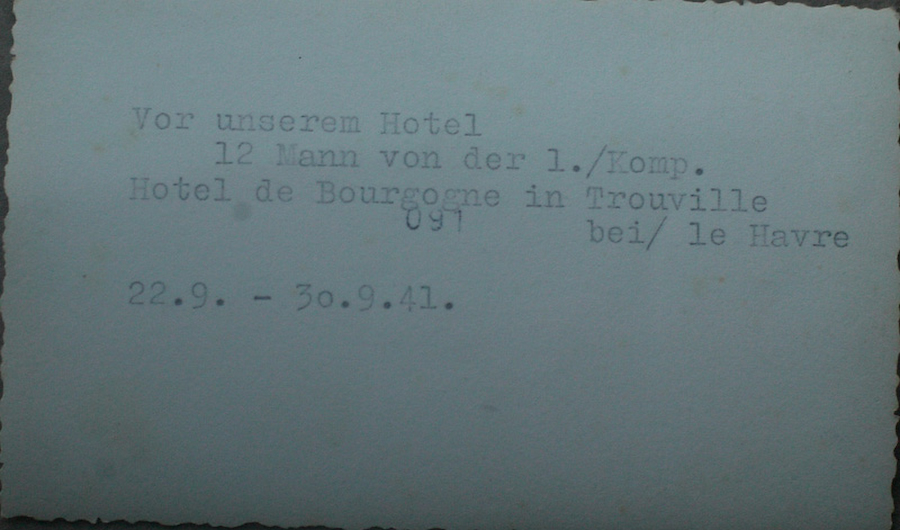 Vor unserem Hotel
12 Mann von der 1./Komp.
Hotel de Bourgogne in Trouville
091
bei/ le Havre
22.9. - 3o.9.41.